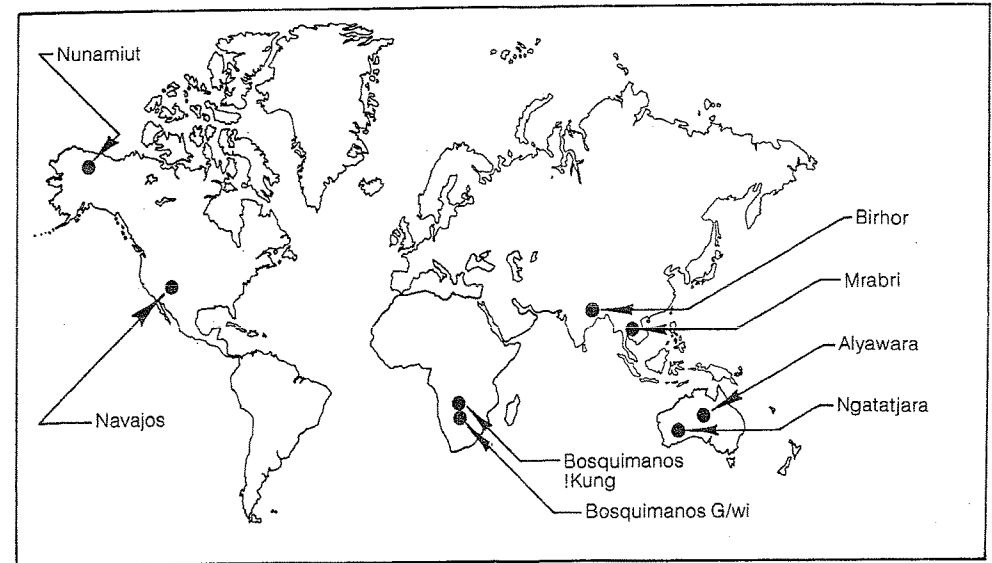 Nunamiut
Birhor
Mrabri
Alyawara
Ngatatjara
Navajos
Bosquimanos
!Kung
Bosquimanos G/wi